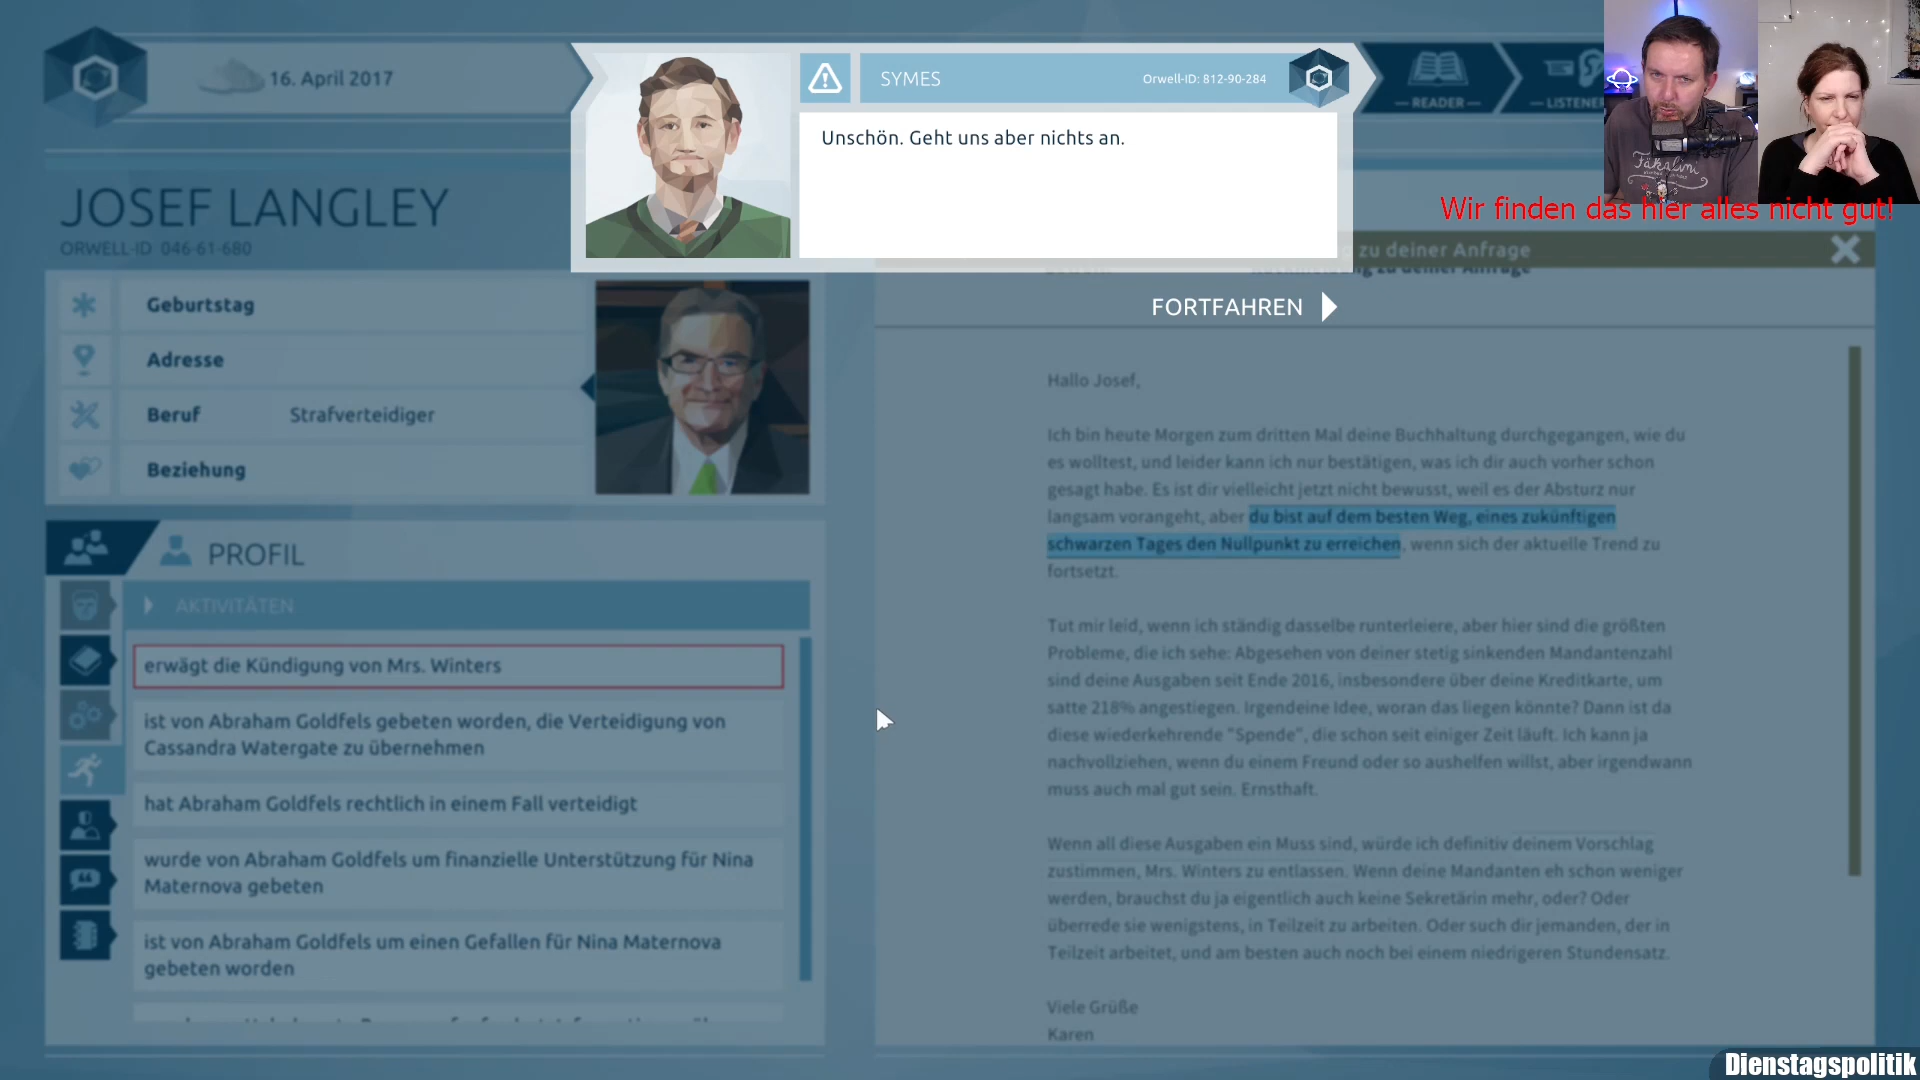 16. April 2017
SYMES
Orwell-ID: 812-90-284
Unschön. Geht uns aber nichts an.
FORTFAHREN
— READER —
— LISTENER
Fäkalini
Wir finden das hier alles nicht gut!
JOSEF LANGLEY
ORWELL-ID 046-61-680
Geburtstag
Adresse
Beruf Strafverteidiger
Beziehung
PROFIL
AKTIVITÄTEN
erwägt die Kündigung von Mrs. Winters
ist von Abraham Goldfels gebeten worden, die Verteidigung von
Cassandra Watergate zu übernehmen
hat Abraham Goldfels rechtlich in einem Fall verteidigt
wurde von Abraham Goldfels um finanzielle Unterstützung für Nina
Maternova gebeten
ist von Abraham Goldfels um einen Gefallen für Nina Maternova
gebeten worden
zu deiner Anfrage
zu deiner Anfrage
Hallo Josef,
Ich bin heute Morgen zum dritten Mal deine Buchhaltung durchgegangen, wie du
es wolltest, und leider kann ich nur bestätigen, was ich dir auch vorher schon
gesagt habe. Es ist dir vielleicht jetzt nicht bewusst, weil es der Absturz nur
langsam vorangeht, aber du bist auf dem besten Weg, eines zukünftigen
schwarzen Tages den Nullpunkt zu erreichen, wenn sich der aktuelle Trend zu
fortsetzt.
Tut mir leid, wenn ich ständig dasselbe runterleiere, aber hier sind die größten
Probleme, die ich sehe: Abgesehen von deiner stetig sinkenden Mandantenzahl
sind deine Ausgaben seit Ende 2016, insbesondere über deine Kreditkarte, um
satte 218% angestiegen. Irgendeine Idee, woran das liegen könnte? Dann ist da
diese wiederkehrende "Spende", die schon seit einiger Zeit läuft. Ich kann ja
nachvollziehen, wenn du einem Freund oder so aushelfen willst, aber irgendwann
muss auch mal gut sein. Ernsthaft.
Wenn all diese Ausgaben ein Muss sind, würde ich definitiv deinem Vorschlag
zustimmen, Mrs. Winters zu entlassen. Wenn deine Mandanten eh schon weniger
werden, brauchst du ja eigentlich auch keine Sekretärin mehr, oder? Oder
überrede sie wenigstens, in Teilzeit zu arbeiten. Oder such dir jemanden, der in
Teilzeit arbeitet, und am besten auch noch bei einem niedrigeren Stundensatz.
Viele Grüße
Karen
Dienstagspolitik